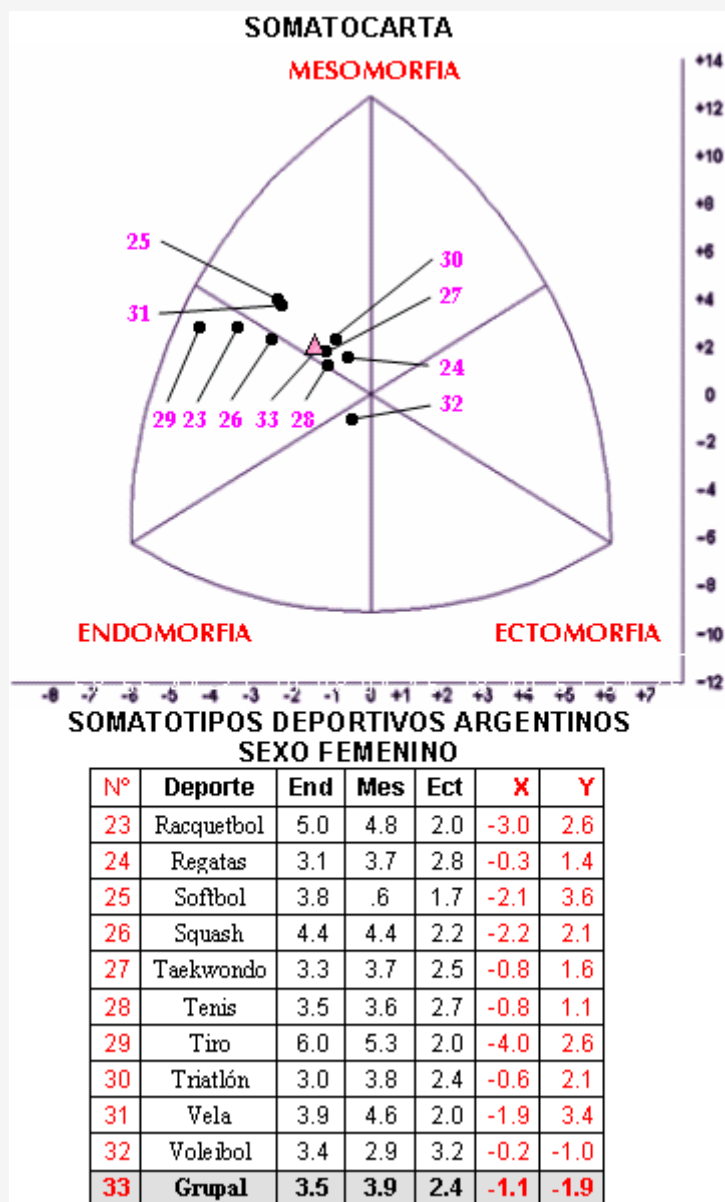 SOMATOCARTA
MESOMORFIA
+14
+12
+10
+8
+6
+4
+2
0
-2
-4
-6
-8
-10
-12
25
30
31
27
24
29 23 26 33 28
32
ENDOMORFIA ECTOMORFIA
-8 -7 -6 -5 -4 -3 -2 -1 0 +1 +2 +3 +4 +5 +6 +7
SOMATOTIPOS DEPORTIVOS ARGENTINOS
SEXO FEMENINO
Nº Deporte End Mes Ect X Y
23 Racquetbol 5.0 4.8 2.0 -3.0 2.6
24 Regatas 3.1 3.7 2.8 -0.3 1.4
25 Softbol 3.8 .6 1.7 -2.1 3.6
26 Squash 4.4 4.4 2.2 -2.2 2.1
27 Taekwondo 3.3 3.7 2.5 -0.8 1.6
28 Tenis 3.5 3.6 2.7 -0.8 1.1
29 Tiro 6.0 5.3 2.0 -4.0 2.6
30 Triatlón 3.0 3.8 2.4 -0.6 2.1
31 Vela 3.9 4.6 2.0 -1.9 3.4
32 Voleibol 3.4 2.9 3.2 -0.2 -1.0
33 Grupal 3.5 3.9 2.4 -1.1 -1.9